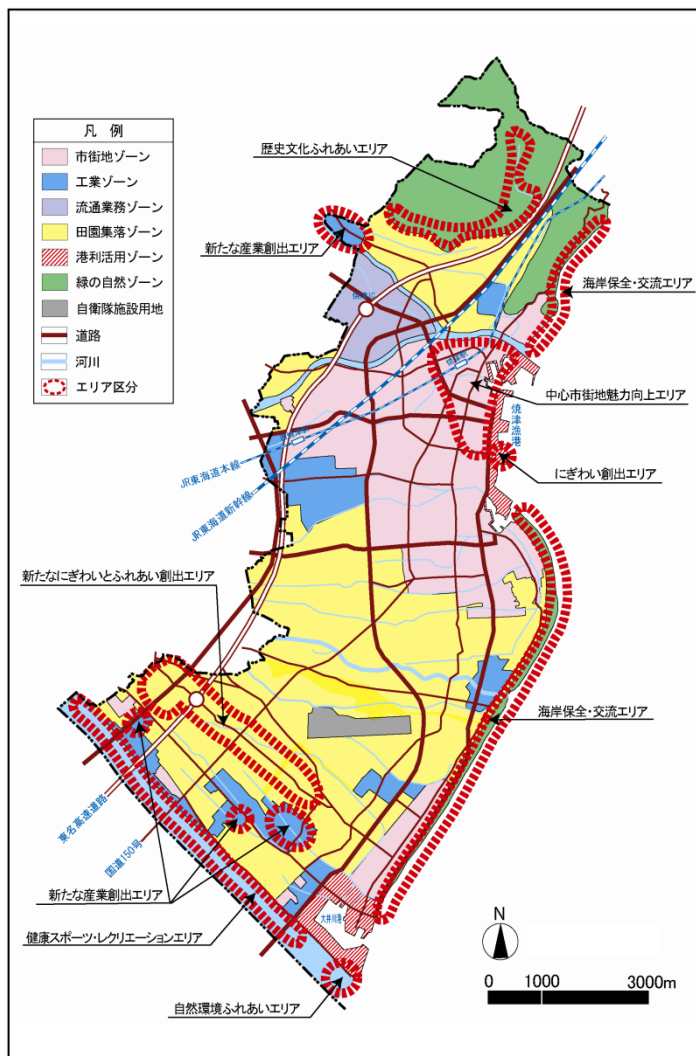 凡 例
市街地ゾーン
工業ゾーン
流通業務ゾーン
田園集落ゾーン
港利活用ゾーン
緑の自然ゾーン
自衛隊施設用地
道路
河川
エリア区分
歴史文化ふれあいエリア
新たな産業創出エリア
海岸保全・交流エリア
中心市街地魅力向上エリア
焼津漁港
にぎわい創出エリア
JR東海道本線
JR東海道新幹線
新たなにぎわいとふれあい創出エリア
海岸保全・交流エリア
東名高速道路
国道150号
新たな産業創出エリア
健康スポーツ・レクリエーションエリア
大井川港
自然環境ふれあいエリア
N
0 1000 3000m